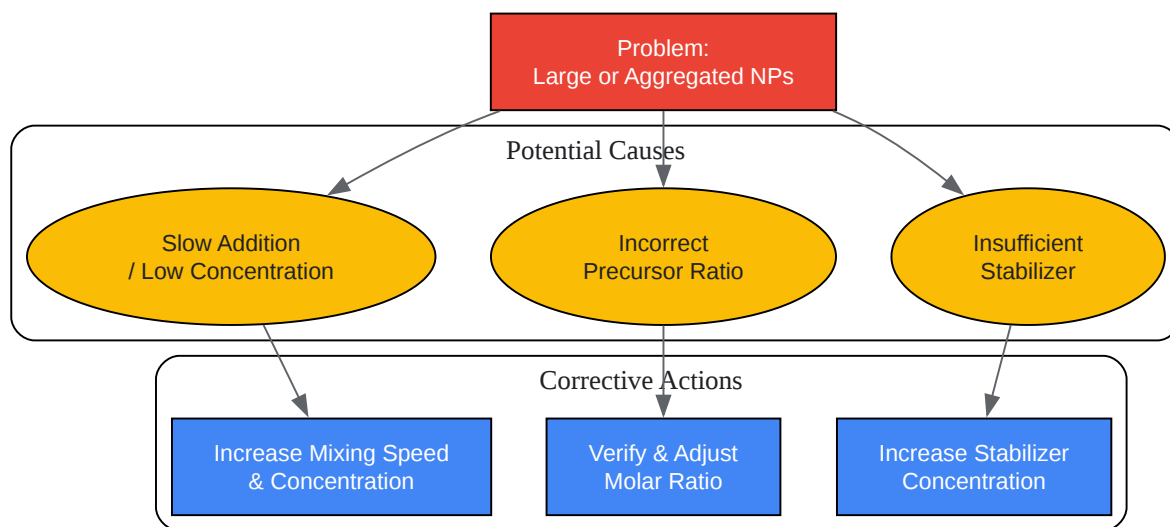 Problem:
Large or Aggregated NPs
Potential Causes
Slow Addition
/ Low Concentration
Incorrect
Precursor Ratio
Insufficient
Stabilizer
Corrective Actions
Increase Mixing Speed
& Concentration
Verify & Adjust
Molar Ratio
Increase Stabilizer
Concentration